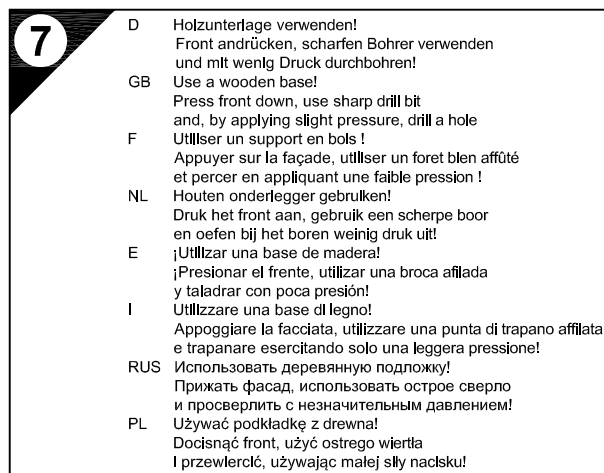 7
D Holzunterlage verwenden!
Front andrücken, scharfen Bohrer verwenden
und mit wenig Druck durchbohren!
GB Use a wooden base!
Press front down, use sharp drill bit
and, by applying slight pressure, drill a hole
F Utiliser un support en bois !
Appuyer sur la façade, utiliser un foret bien affûté
et percer en appliquant une faible pression !
NL Houten onderlegger gebruiken!
Druk het front aan, gebruik een scherpe boor
en oefen bij het boren weinig druk uit!
E ¡Utilizar una base de madera!
¡Presionar el frente, utilizar una broca afilada
y taladrar con poca presión!
I Utilizzare una base di legno!
Appoggiare la facciata, utilizzare una punta di trapano affilata
e trapanare esercitando solo una leggera pressione!
RUS Использовать деревянную подложку!
Прижать фасад, использовать острое сверло
и просверлить с незначительным давлением!
PL Używać podkładkę z drewna!
Docisnąć front, użyć ostrego wiertła
i przewiercić, używając małej siły nacisku!